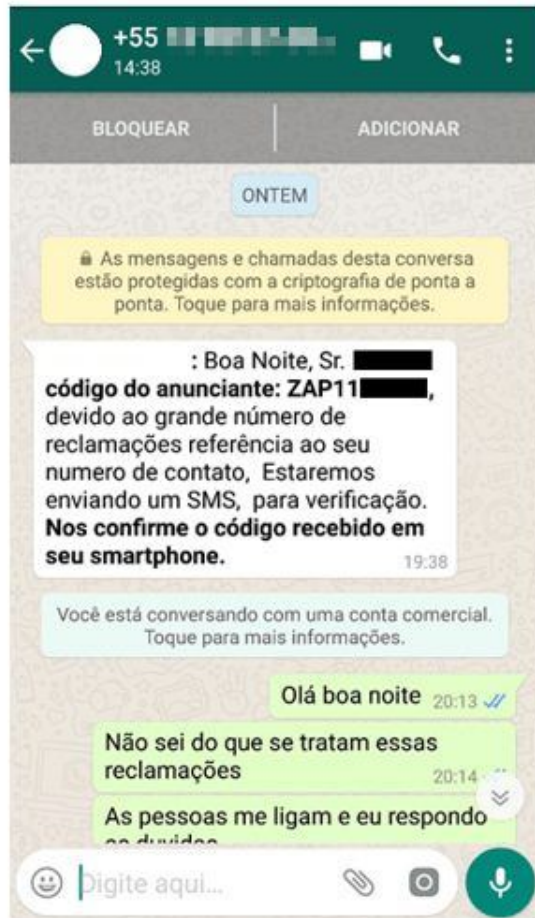 +55
14:38
BLOQUEAR
ADICIONAR
ONTEM
As mensagens e chamadas desta conversa
estão protegidas com a criptografia de ponta a
ponta. Toque para mais informações.
: Boa Noite, Sr.
código do anunciante: ZAP11 ,
devido ao grande número de
reclamações referência ao seu
numero de contato, Estaremos
enviando um SMS, para verificação.
Nos confirme o código recebido em
seu smartphone.
19:38
Você está conversando com uma conta comercial.
Toque para mais informações.
Olá boa noite 20:13
Não sei do que se tratam essas
reclamações 20:14
As pessoas me ligam e eu respondo
Digite aqui...